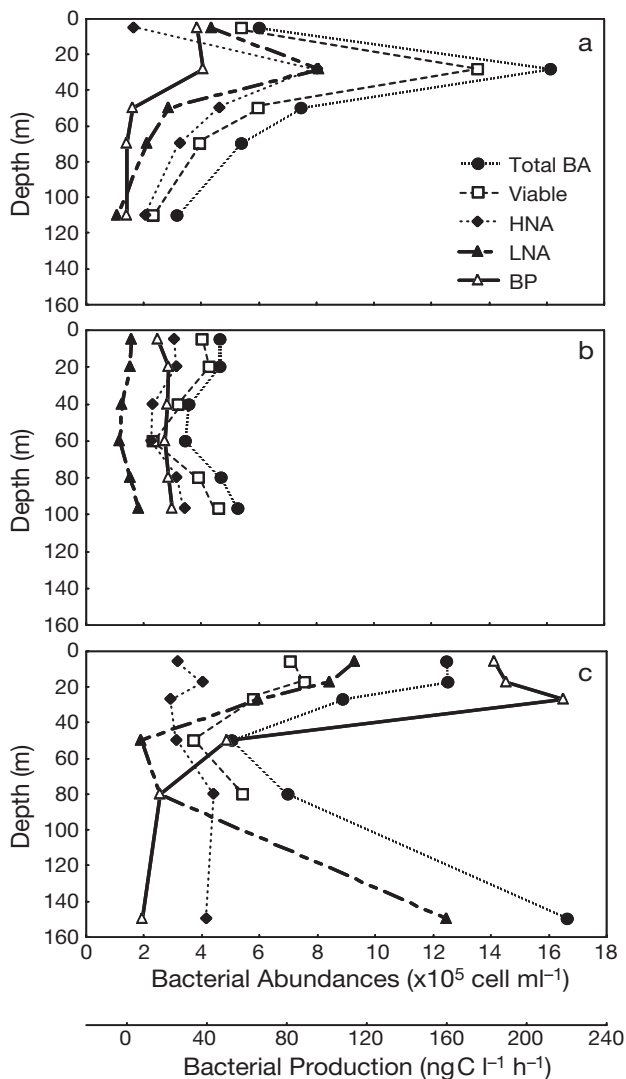 0
20
40
60
80
100
120
140
160
Depth (m)
a
Total BA
Viable
HNA
LNA
BP
0
20
40
60
80
100
120
140
160
Depth (m)
b
0
20
40
60
80
100
120
140
160
Depth (m)
c
0 2 4 6 8 10 12 14 16 18
Bacterial Abundances (x10⁵ cell ml⁻¹)
0 40 80 120 160 200 240
Bacterial Production (ngC l⁻¹ h⁻¹)